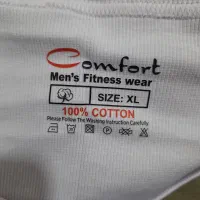 Comfort
Men's Fitness wear
SIZE: XL
100% COTTON
Please Follow The Washing Instruction Carefully